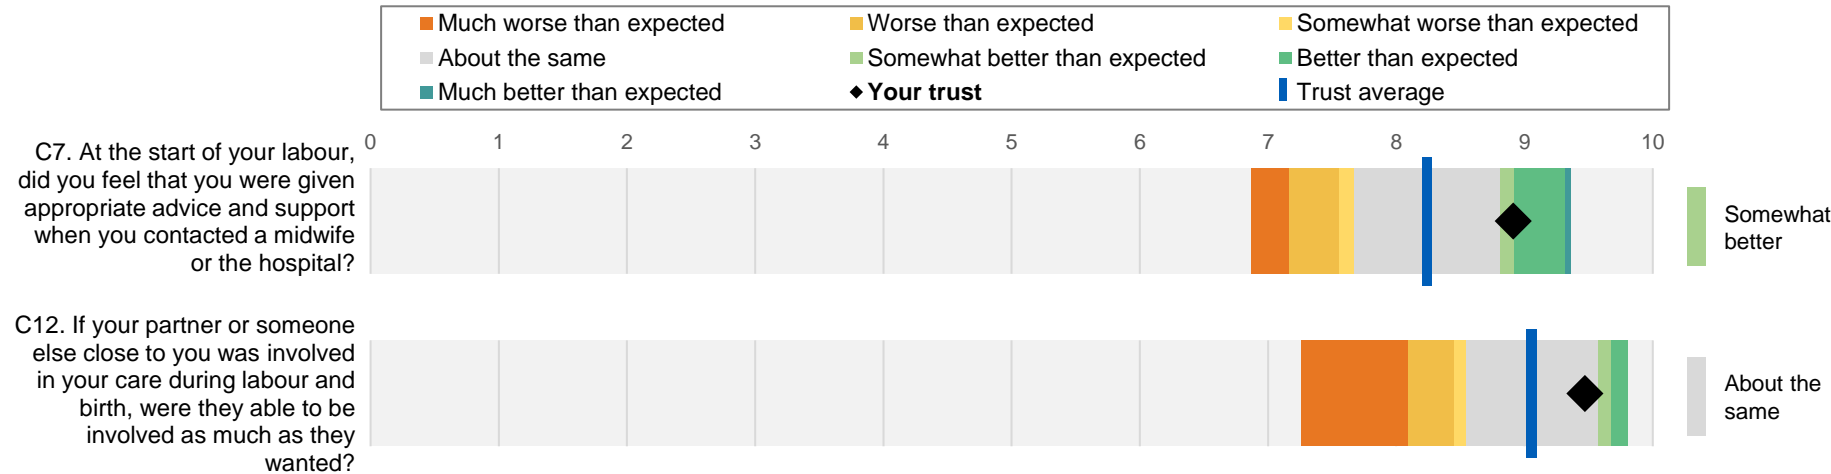 Much worse than expected
Worse than expected
Somewhat worse than expected
About the same
Somewhat better than expected
Better than expected
Much better than expected
Your trust
Trust average
0 1 2 3 4 5 6 7 8 9 10
C7. At the start of your labour,
did you feel that you were given
appropriate advice and support
when you contacted a midwife
or the hospital?
Somewhat
better
C12. If your partner or someone
else close to you was involved
in your care during labour and
birth, were they able to be
involved as much as they
wanted?
About the
same